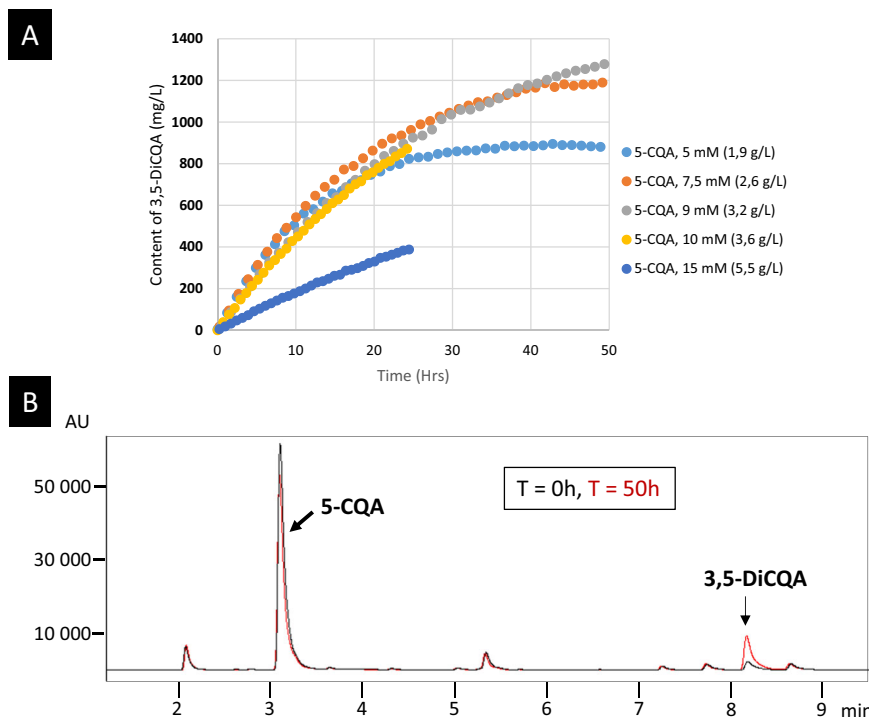 A
1400
1200
1000
800
600
400
200
0
Content of 3,5-DiCQA (mg/L)
0 10 20 30 40 50
Time (Hrs)
5-CQA, 5 mM (1,9 g/L)
5-CQA, 7,5 mM (2,6 g/L)
5-CQA, 9 mM (3,2 g/L)
5-CQA, 10 mM (3,6 g/L)
5-CQA, 15 mM (5,5 g/L)
B
AU
50 000
30 000
10 000
T = 0h, T = 50h
5-CQA
3,5-DiCQA
2 3 4 5 6 7 8 9 min